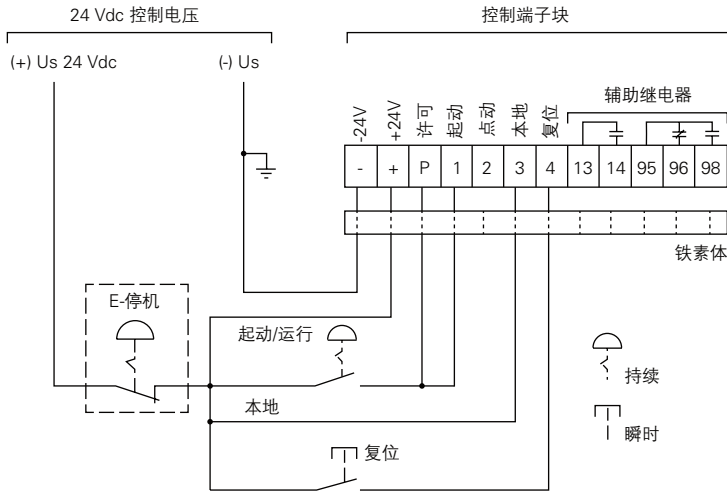 24 Vdc 控制电压
控制端子块
(+) Us 24 Vdc
(-) Us
-24V
+24V
许可
起动
点动
本地
复位
辅助继电器
- + P 1 2 3 4 13 14 95 96 98
铁素体
E-停机
起动/运行
持续
本地
瞬时
复位